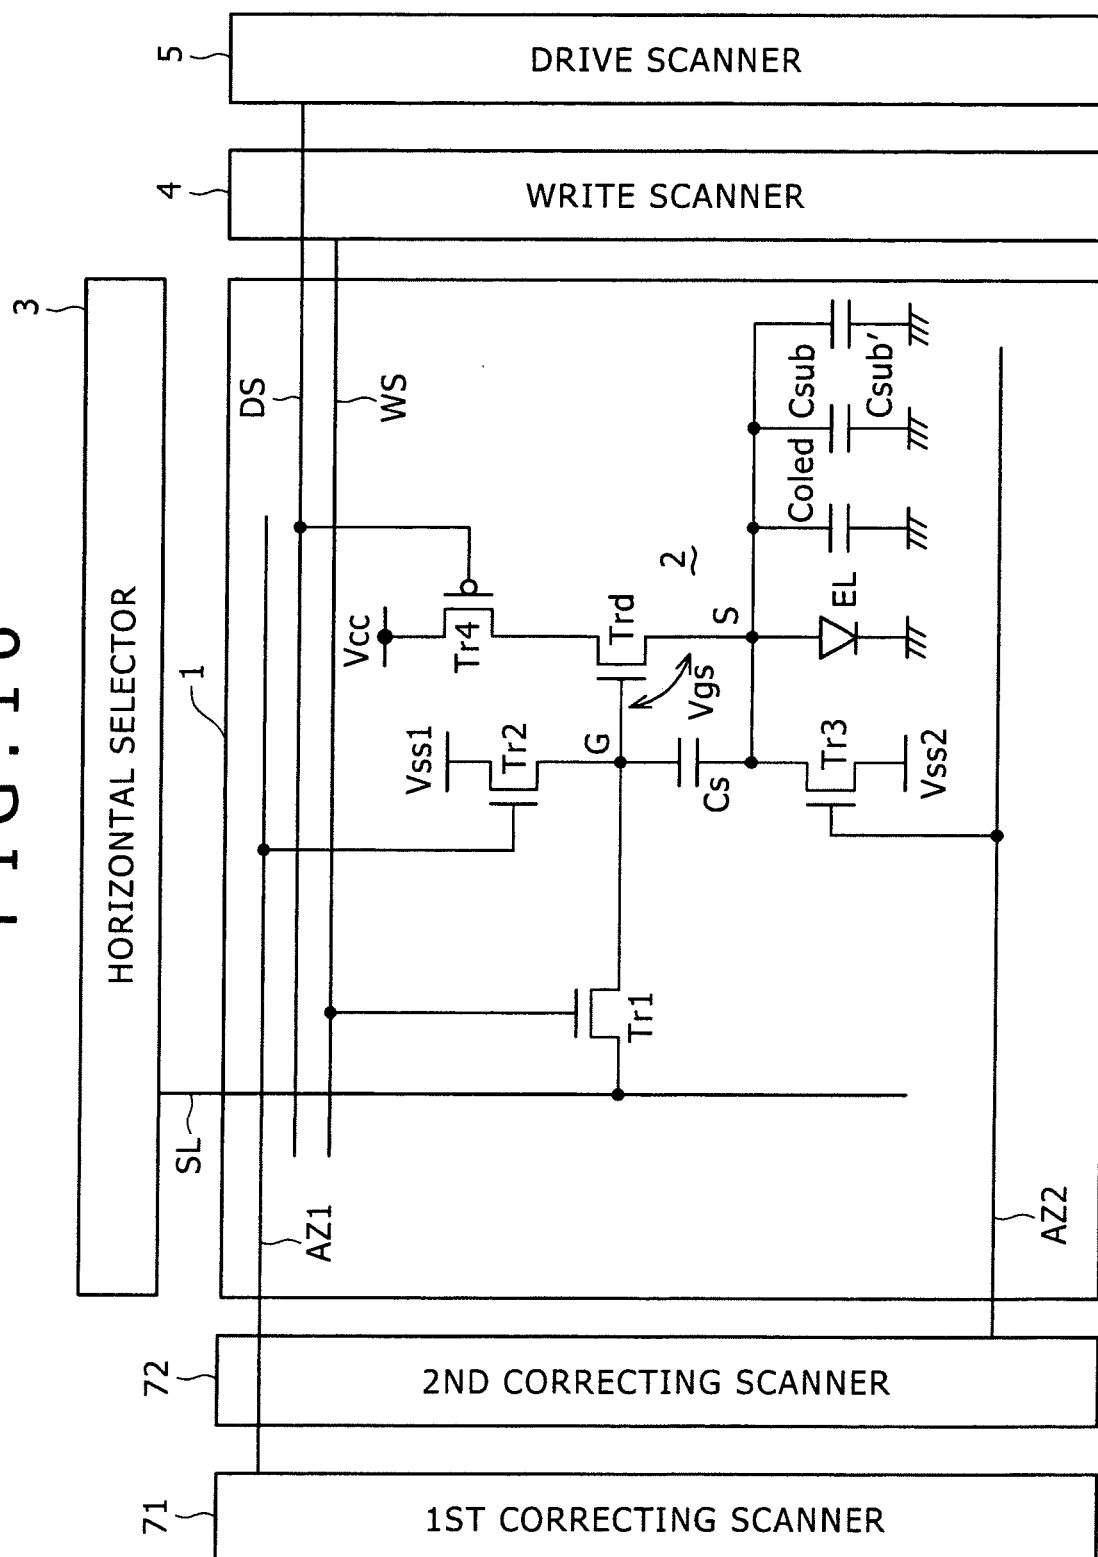 HORIZONTAL SELECTOR
3
DRIVE SCANNER
5
WRITE SCANNER
4
1
SL
DS
WS
AZ1
Vcc
Vss1
Tr4
Tr2
Trd
2
G
S
Vgs
Tr1
Cs
Tr3
Vss2
EL
Coled
Csub
Csub'
AZ2
72
2ND CORRECTING SCANNER
71
1ST CORRECTING SCANNER